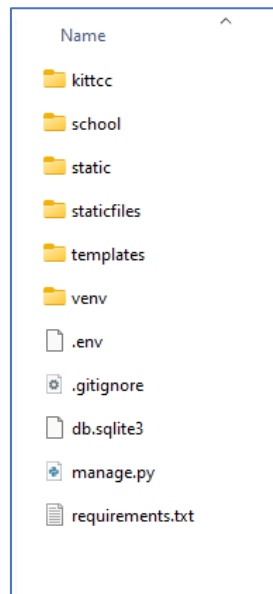 Name
kittcc
school
static
staticfiles
templates
venv
.env
.gitignore
db.sqlite3
manage.py
requirements.txt